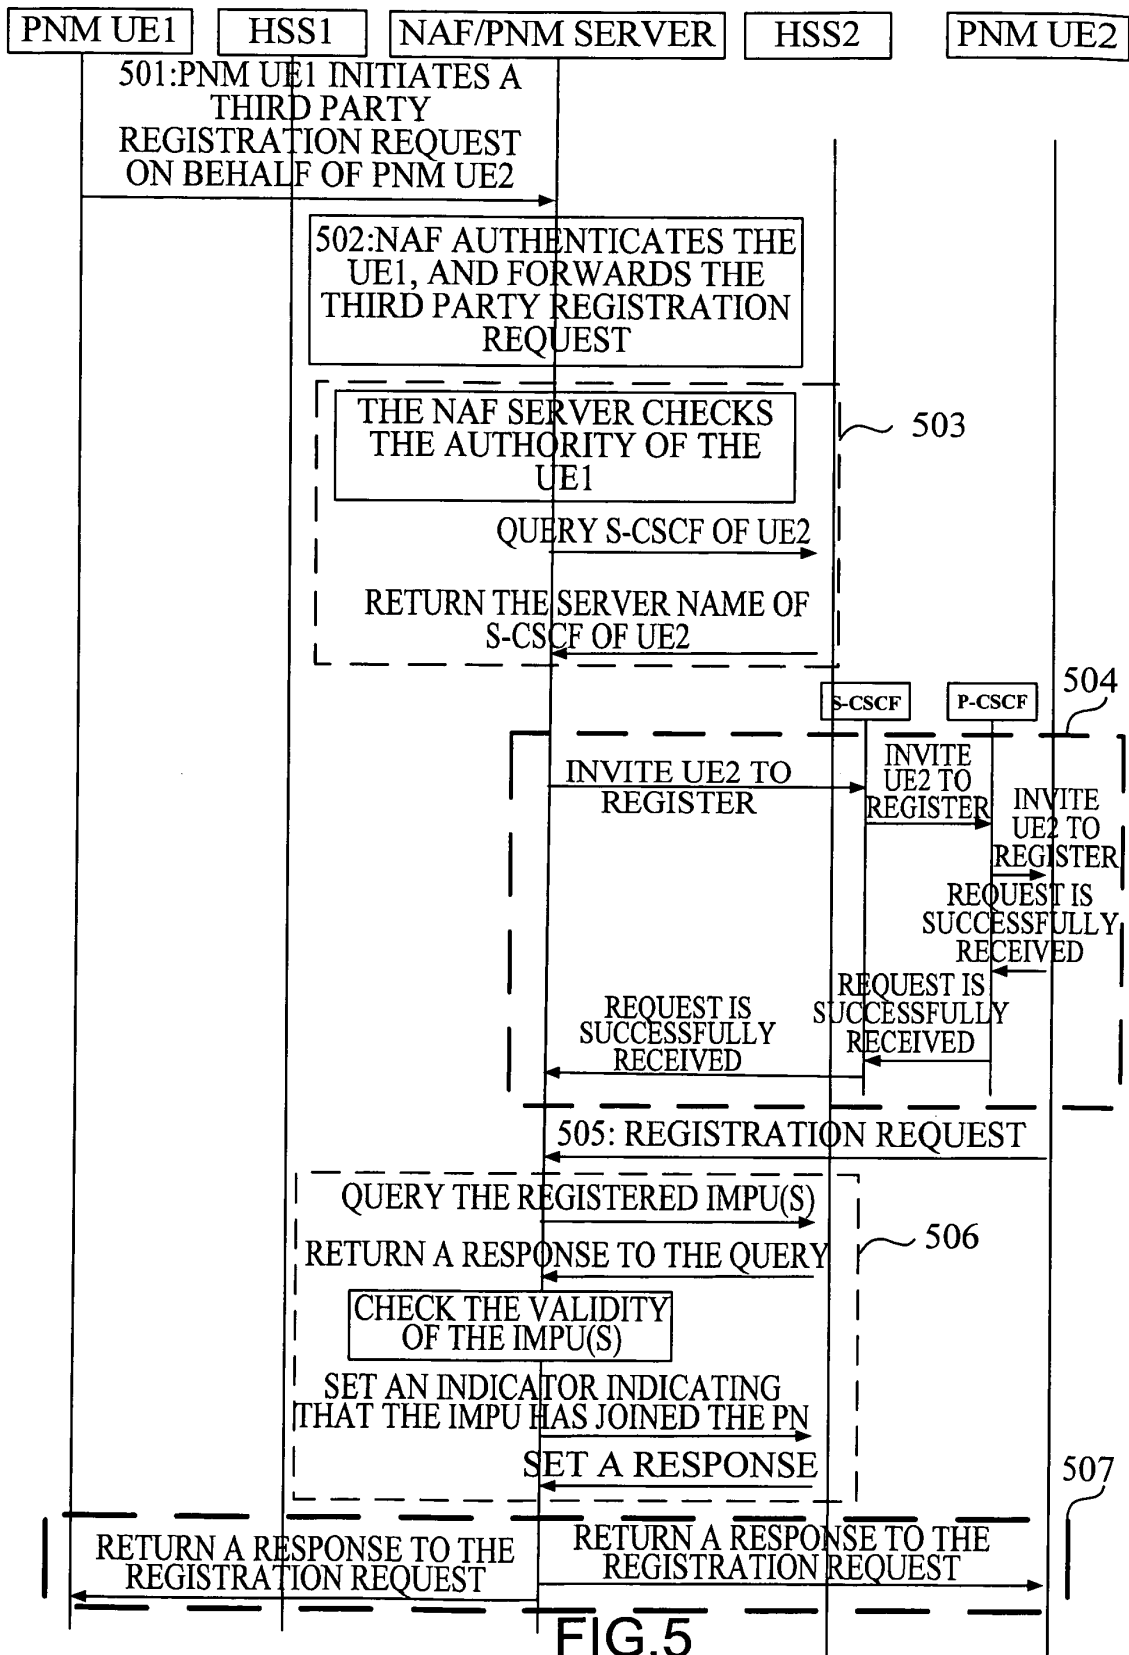 PNM UE1
HSS1
NAF/PNM SERVER
HSS2
PNM UE2
501:PNM UE1 INITIATES A
THIRD PARTY
REGISTRATION REQUEST
ON BEHALF OF PNM UE2
502:NAF AUTHENTICATES THE
UE1, AND FORWARDS THE
THIRD PARTY REGISTRATION
REQUEST
THE NAF SERVER CHECKS
THE AUTHORITY OF THE
UE1
503
QUERY S-CSCF OF UE2
RETURN THE SERVER NAME OF
S-CSCF OF UE2
504
S-CSCF
P-CSCF
INVITE UE2 TO
REGISTER
INVITE
UE2 TO
REGISTER
INVITE
UE2 TO
REGISTER
REQUEST IS
SUCCESSFULLY
RECEIVED
REQUEST IS
SUCCESSFULLY
RECEIVED
REQUEST IS
SUCCESSFULLY
RECEIVED
505: REGISTRATION REQUEST
QUERY THE REGISTERED IMPU(S)
506
RETURN A RESPONSE TO THE QUERY
CHECK THE VALIDITY
OF THE IMPU(S)
SET AN INDICATOR INDICATING
THAT THE IMPU HAS JOINED THE PN
SET A RESPONSE
507
RETURN A RESPONSE TO THE
REGISTRATION REQUEST
RETURN A RESPONSE TO THE
REGISTRATION REQUEST
FIG.5